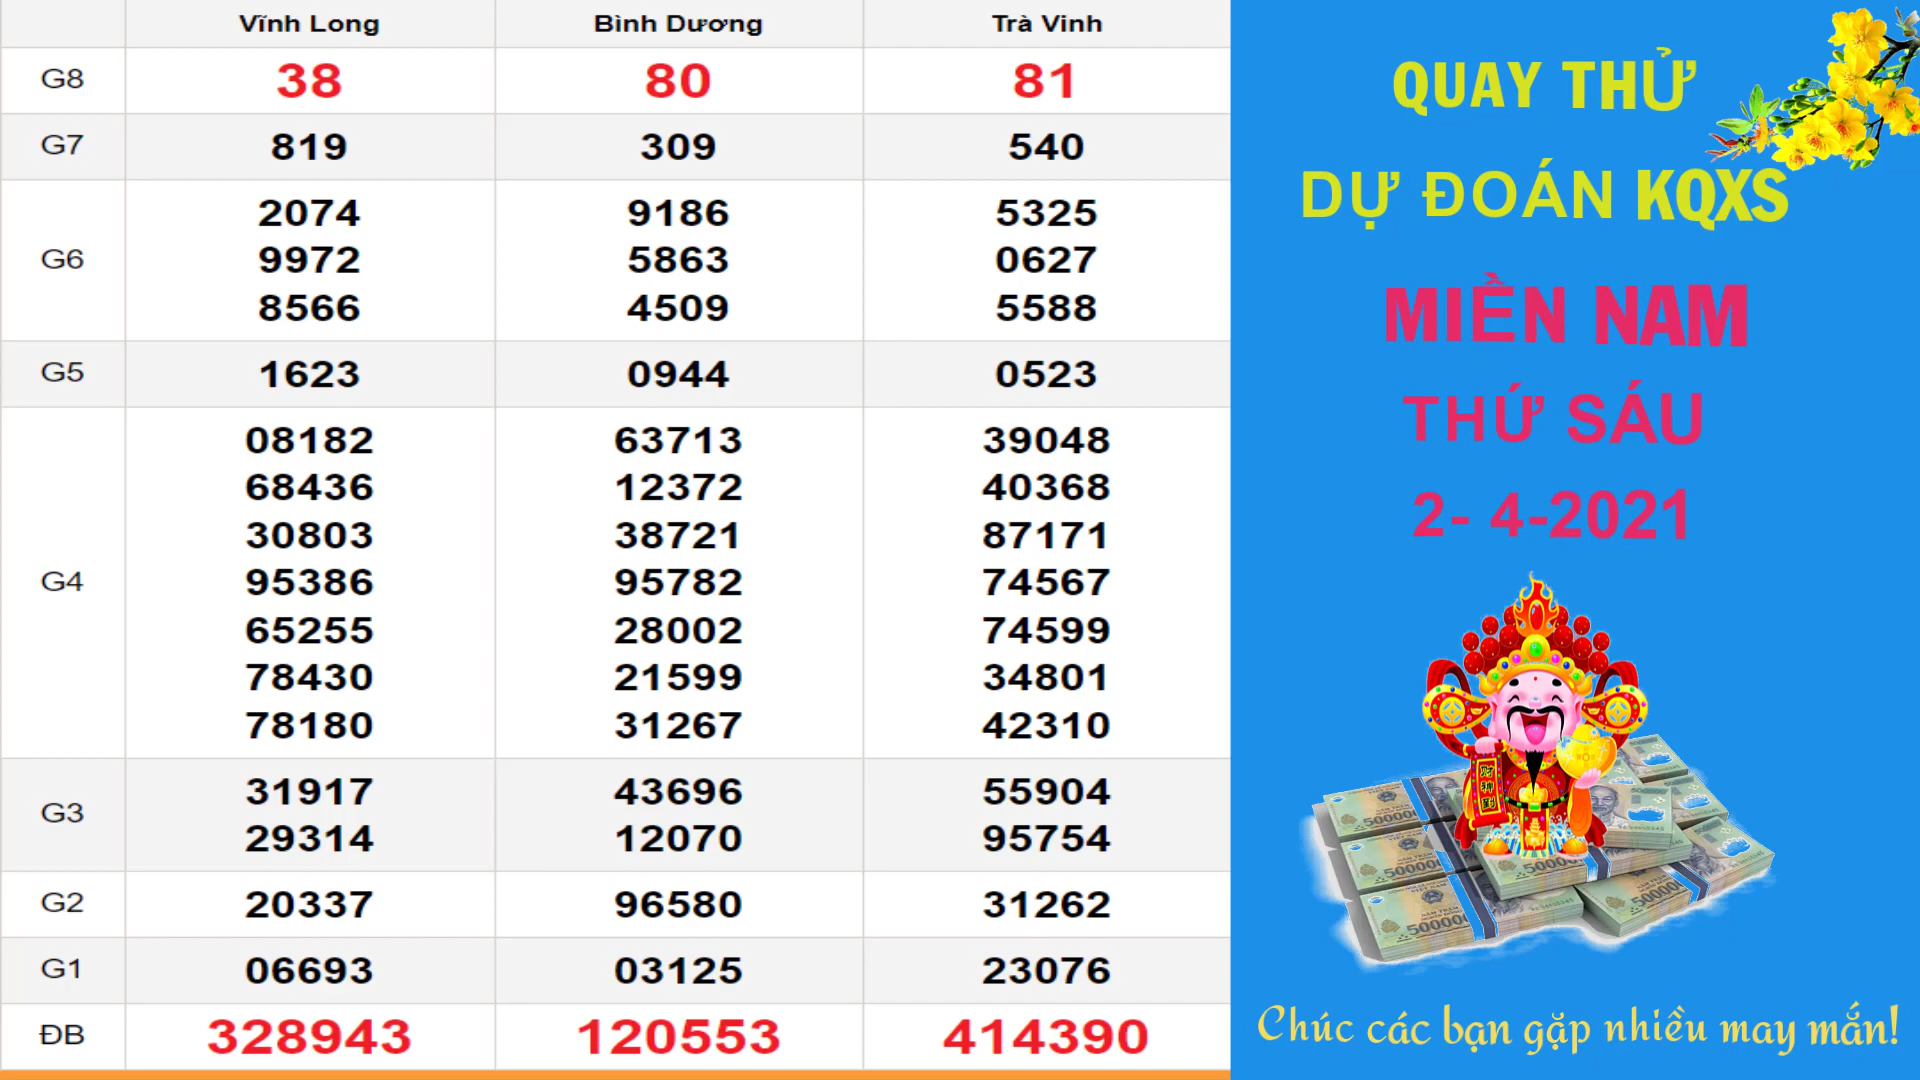 Vĩnh Long Bình Dương Trà Vinh
G8 38 80 81
G7 819 309 540
G6
2074 9186 5325
9972 5863 0627
8566 4509 5588
G5 1623 0944 0523
G4
08182 63713 39048
68436 12372 40368
30803 38721 87171
95386 95782 74567
65255 28002 74599
78430 21599 34801
78180 31267 42310
G3
31917 43696 55904
29314 12070 95754
G2 20337 96580 31262
G1 06693 03125 23076
ĐB 328943 120553 414390
QUAY THỬ
DỰ ĐOÁN KQXS
MIỀN NAM
THỨ SÁU
2- 4-2021
Chúc các bạn gặp nhiều may mắn!